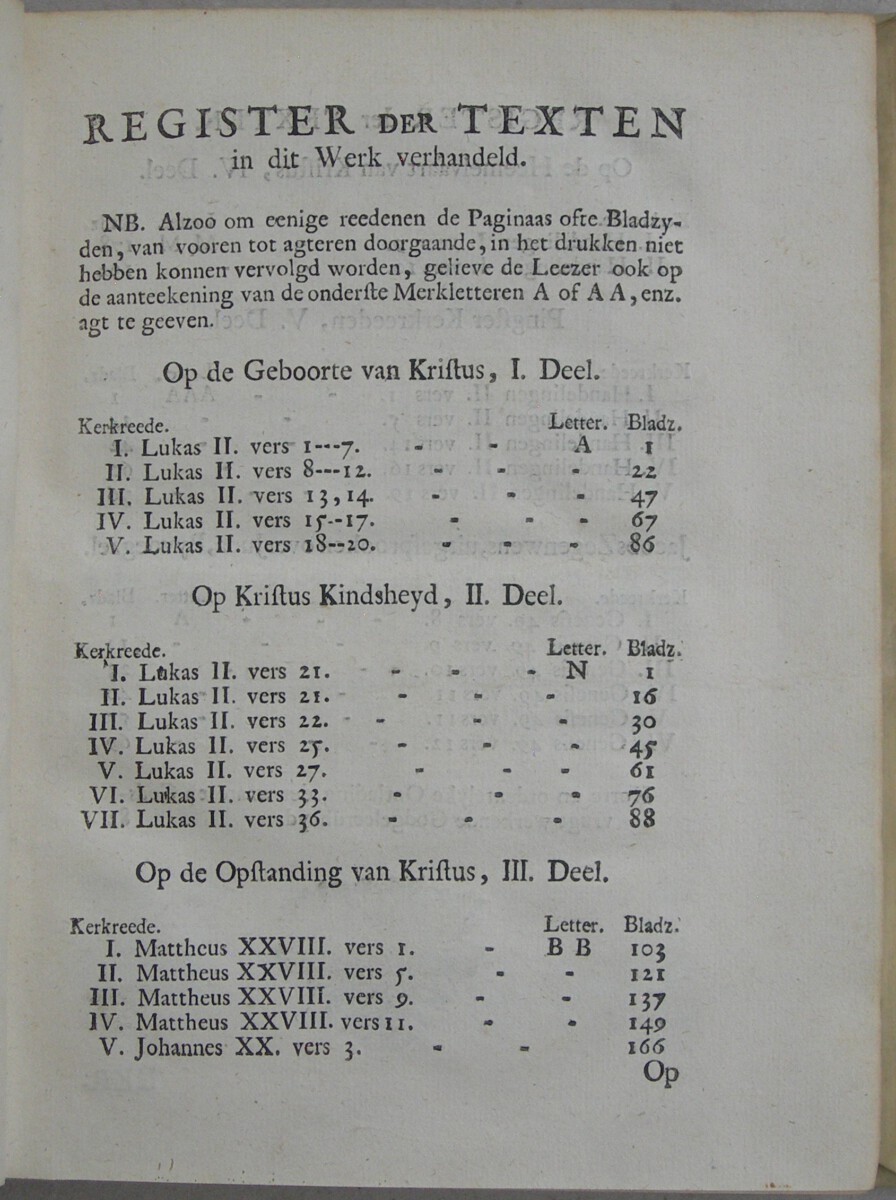 REGISTER DER TEXTEN
in dit Werk verhandeld.
NB. Alzoo om eenige reedenen de Paginaas ofte Bladzy-
den, van vooren tot agteren doorgaande, in het drukken niet
hebben konnen vervolgd worden, gelieve de Leezer ook op
de aanteekening van de onderſte Merkletteren A of A A, enz.
agt te geeven.
Op de Geboorte van Kriſtus, I. Deel.
Kerkreede. Letter. Bladz.
I. Lukas II. vers 1---7. - - A 1
II. Lukas II. vers 8---12. - - - 22
III. Lukas II. vers 13, 14. - - - 47
IV. Lukas II. vers 15--17. - - - 67
V. Lukas II. vers 18--20. - - - 86
Op Kriſtus Kindsheyd, II. Deel.
Kerkreede. Letter. Bladz.
I. Lukas II. vers 21. - - - N 1
II. Lukas II. vers 21. - - - 16
III. Lukas II. vers 22. - - - 30
IV. Lukas II. vers 25. - - - 45
V. Lukas II. vers 27. - - - 61
VI. Lukas II. vers 33. - - - 76
VII. Lukas II. vers 36. - - - 88
Op de Opſtanding van Kriſtus, III. Deel.
Kerkreede. Letter. Bladz.
I. Mattheus XXVIII. vers 1. - B B 103
II. Mattheus XXVIII. vers 5. - - 121
III. Mattheus XXVIII. vers 9. - - 137
IV. Mattheus XXVIII. vers 11. - - 149
V. Johannes XX. vers 3. - - 166
Op